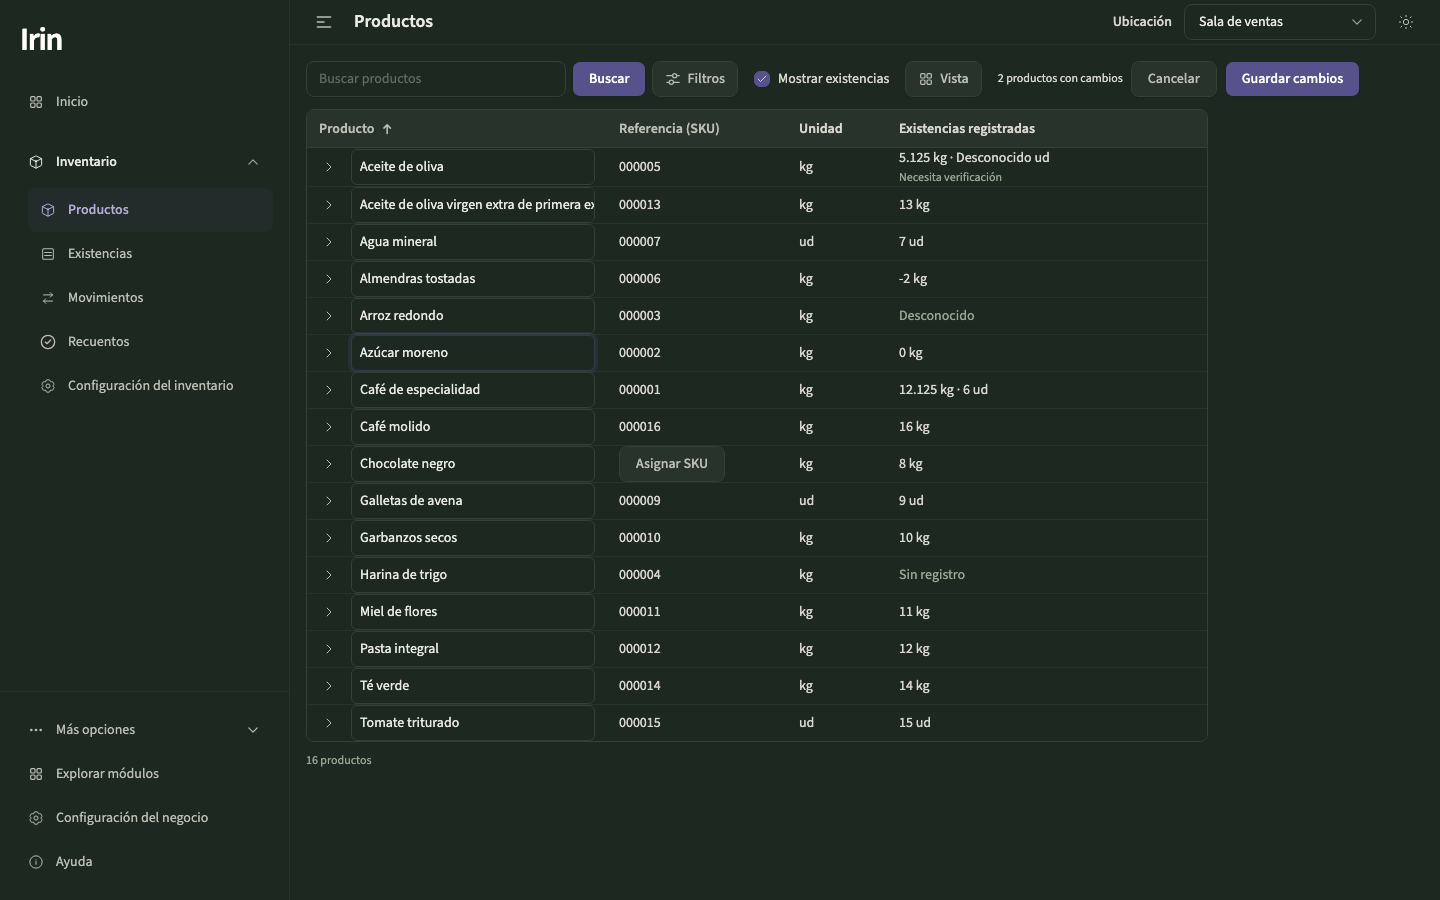 Irin
Productos
Ubicación
Sala de ventas
Inicio
Inventario
Productos
Existencias
Movimientos
Recuentos
Configuración del inventario
Más opciones
Explorar módulos
Configuración del negocio
Ayuda
Buscar productos
Buscar
Filtros
Mostrar existencias
Vista
2 productos con cambios
Cancelar
Guardar cambios
Producto Referencia (SKU) Unidad Existencias registradas
Aceite de oliva 000005 kg 5.125 kg · Desconocido ud
Necesita verificación
Aceite de oliva virgen extra de primera ex 000013 kg 13 kg
Agua mineral 000007 ud 7 ud
Almendras tostadas 000006 kg -2 kg
Arroz redondo 000003 kg Desconocido
Azúcar moreno 000002 kg 0 kg
Café de especialidad 000001 kg 12.125 kg · 6 ud
Café molido 000016 kg 16 kg
Chocolate negro Asignar SKU kg 8 kg
Galletas de avena 000009 ud 9 ud
Garbanzos secos 000010 kg 10 kg
Harina de trigo 000004 kg Sin registro
Miel de flores 000011 kg 11 kg
Pasta integral 000012 kg 12 kg
Té verde 000014 kg 14 kg
Tomate triturado 000015 ud 15 ud
16 productos